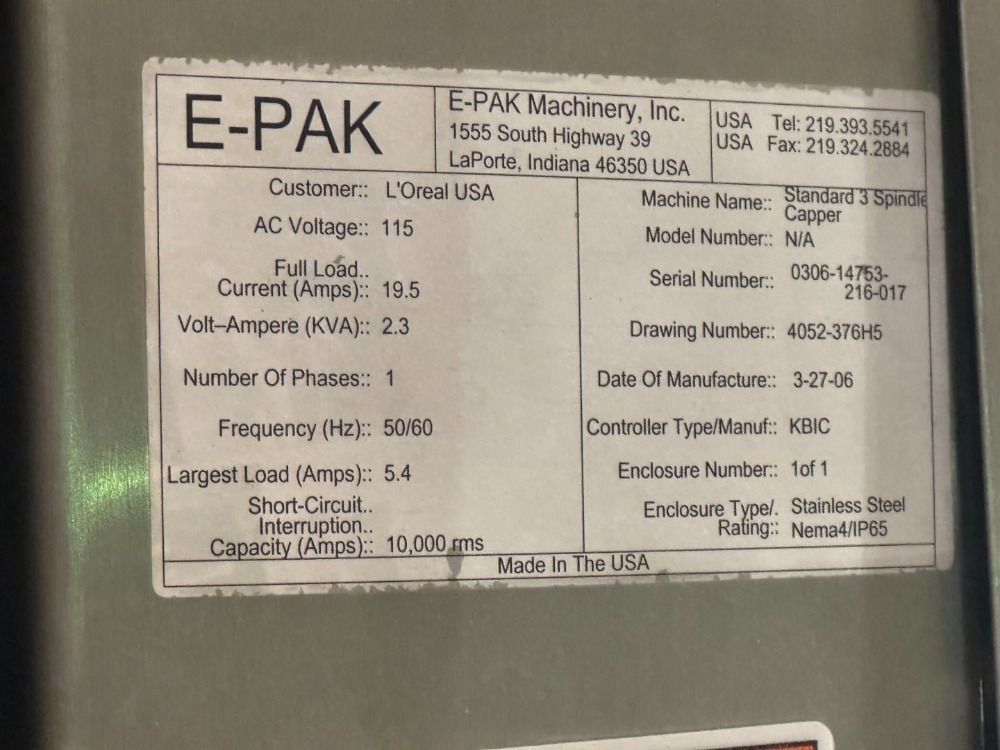 E-PAK
E-PAK Machinery, Inc.
1555 South Highway 39
LaPorte, Indiana 46350 USA
USA Tel: 219.393.5541
USA Fax: 219.324.2884
Customer:: L'Oreal USA
AC Voltage:: 115
Full Load..
Current (Amps):: 19.5
Volt–Ampere (KVA):: 2.3
Number Of Phases:: 1
Frequency (Hz):: 50/60
Largest Load (Amps):: 5.4
Short-Circuit..
Interruption..
Capacity (Amps):: 10,000 rms
Machine Name:: Standard 3 Spindle
Capper
Model Number:: N/A
Serial Number:: 0306-14753-
216-017
Drawing Number:: 4052-376H5
Date Of Manufacture:: 3-27-06
Controller Type/Manuf:: KBIC
Enclosure Number:: 1of 1
Enclosure Type/. Stainless Steel
Rating:: Nema4/IP65
Made In The USA